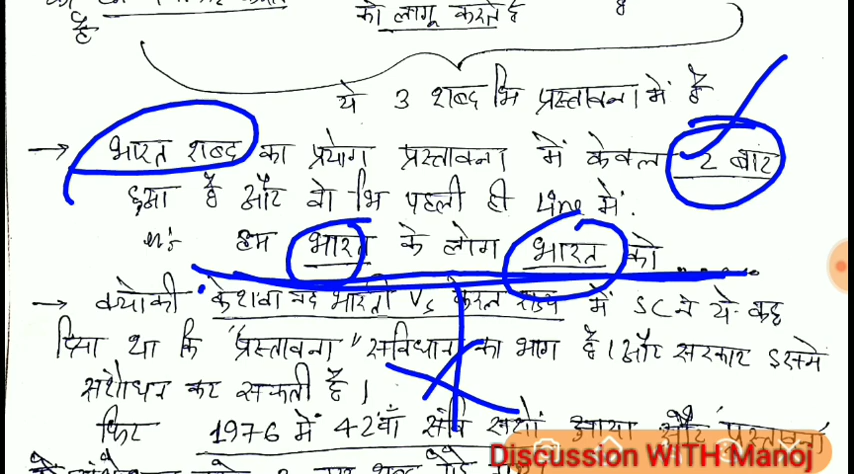 को लागू करते है
है
ये 3 शब्द भि प्रस्तावना में है
→ भारत शब्द का प्रयोग प्रस्तावना में केवल 2 बार
हुआ है और वो भि पहली ही Line में.
हम भारत के लोग भारत को ....
→ क्योकी केशवानंद भारती Vs केरल राज्य में SC ने ये कह
दिया था कि "प्रस्तावना" सविधान का भाग है। और सरकार इसमे
संशोधन कर सकती है।
फिर 1976 में 42वाँ आया और प्रस्तावना
Discussion WITH Manoj